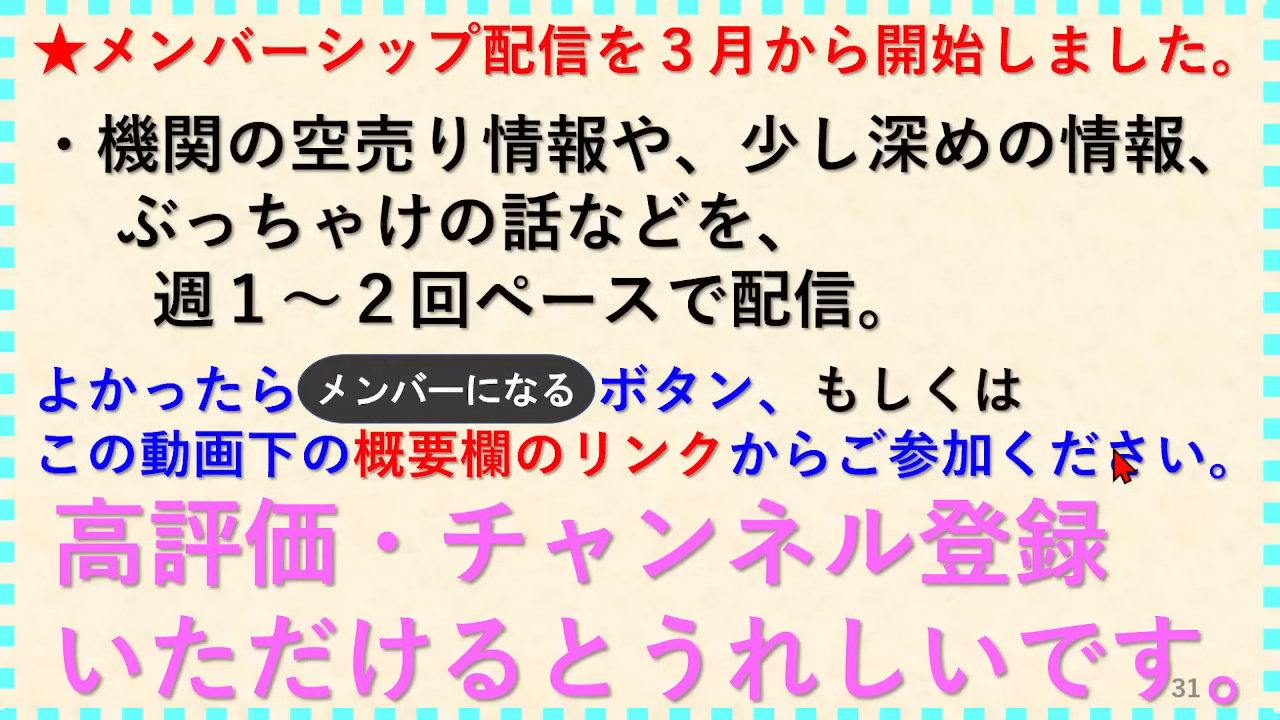 ★メンバーシップ配信を３月から開始しました。
・機関の空売り情報や、少し深めの情報、
ぶっちゃけの話などを、
週１～２回ペースで配信。
よかったらメンバーになるボタン、もしくは
この動画下の概要欄のリンクからご参加ください。
高評価・チャンネル登録
いただけるとうれしいです。
31